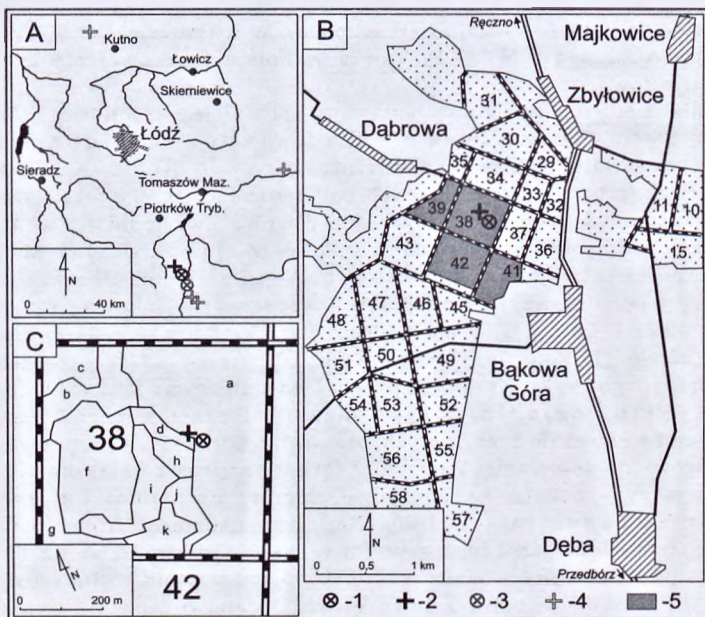 A
Kutno
Łowicz
Skierniewice
Łódź
Sieradz
Tomaszów Maz.
Piotrków Tryb.
N
0 40 km
B
Ręczno
Majkowice
Zbyłowice
Dąbrowa
31
30
29
35
34
33
32
11
10
39
38
37
36
15
43
42
41
48
47
46
45
51
50
49
54
53
52
56
55
58
57
Bąkowa
Góra
Dęba
Przedbórz
N
0 0,5 1 km
C
c
b
a
38
d
h
i
j
k
g
42
N
0 200 m
-1 -2 -3 -4 -5